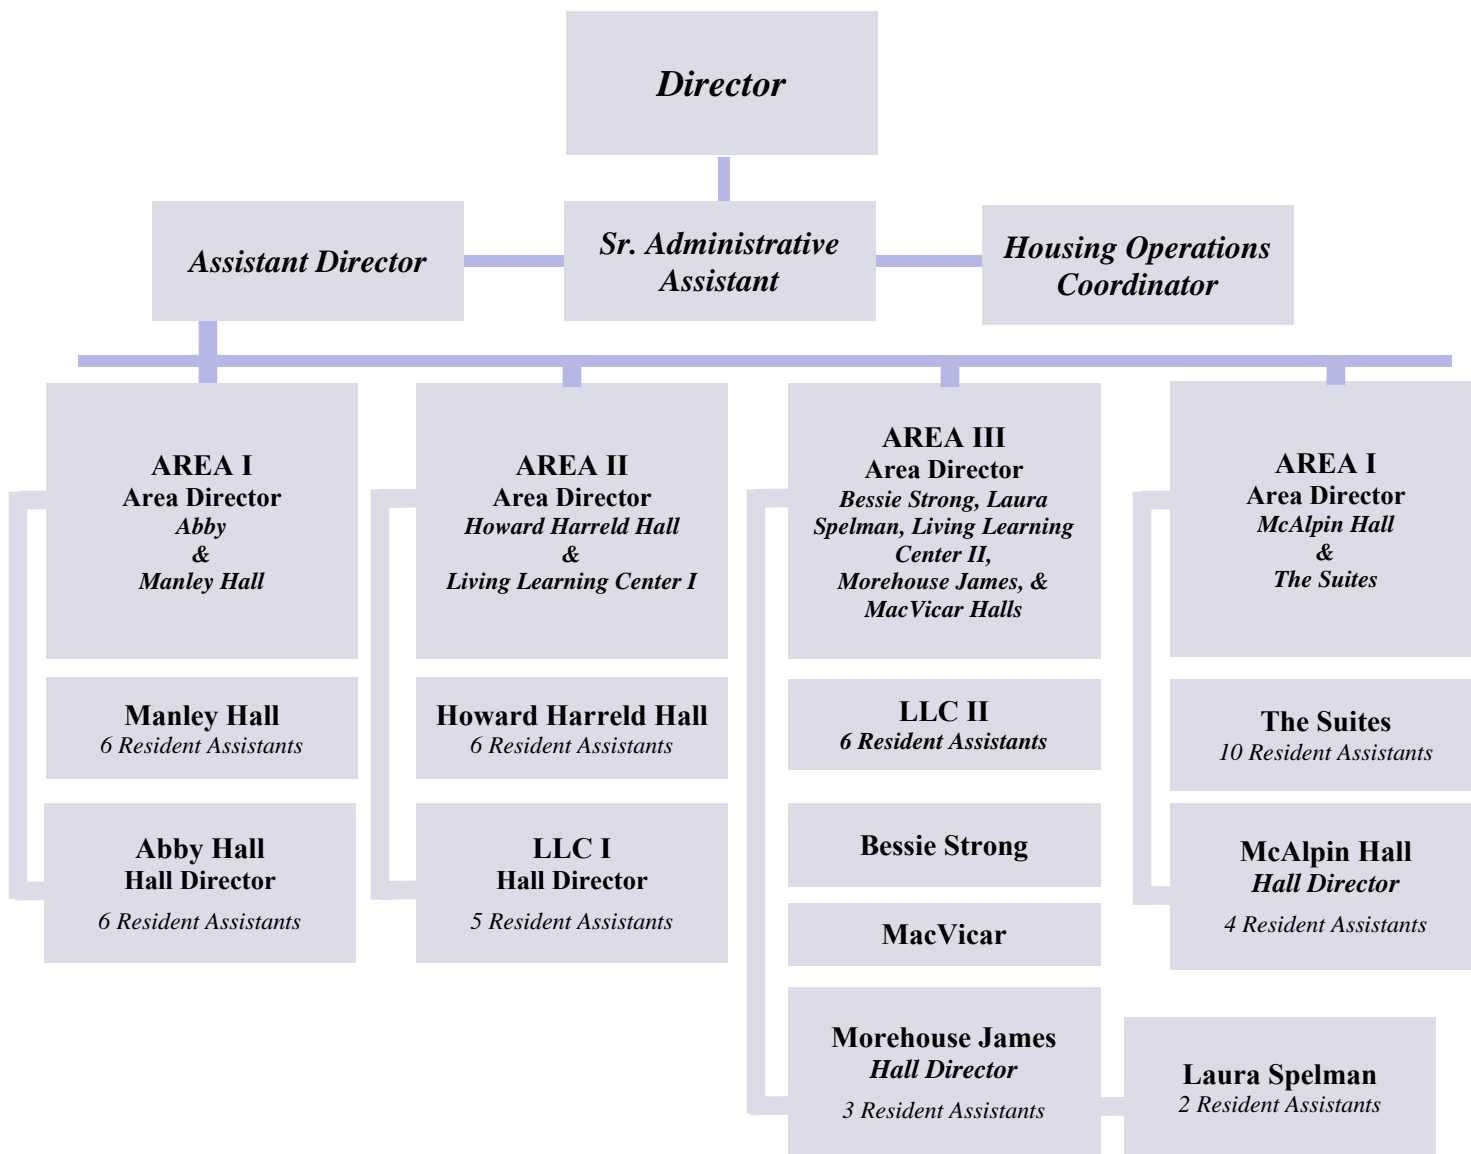 Director
Assistant Director
Sr. Administrative
Assistant
Housing Operations
Coordinator
AREA I
Area Director
Abby
&
Manley Hall
AREA II
Area Director
Howard Harreld Hall
&
Living Learning Center I
AREA III
Area Director
Bessie Strong, Laura
Spelman, Living Learning
Center II,
Morehouse James, &
MacVicar Halls
AREA I
Area Director
McAlpin Hall
&
The Suites
Manley Hall
6 Resident Assistants
Howard Harreld Hall
6 Resident Assistants
LLC II
6 Resident Assistants
The Suites
10 Resident Assistants
Abby Hall
Hall Director
6 Resident Assistants
LLC I
Hall Director
5 Resident Assistants
Bessie Strong
McAlpin Hall
Hall Director
4 Resident Assistants
MacVicar
Morehouse James
Hall Director
3 Resident Assistants
Laura Spelman
2 Resident Assistants